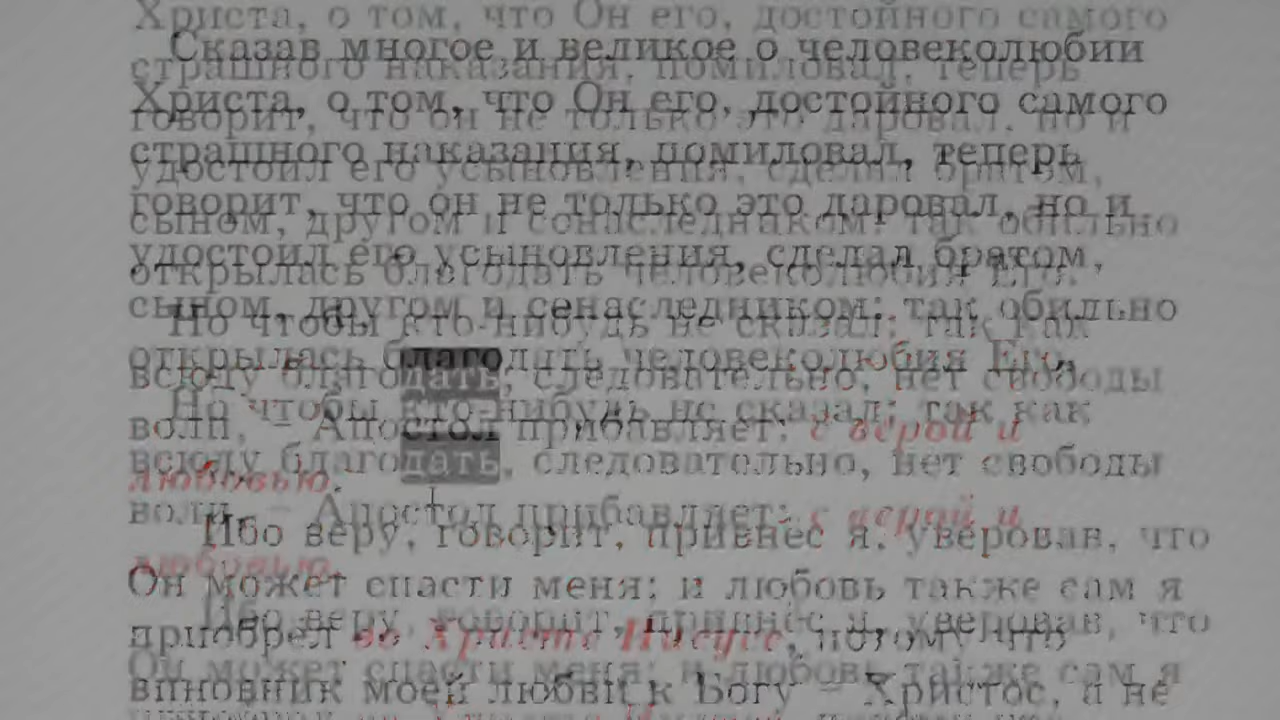 Сказав многое и великое о человеколюбии
Христа, о том, что Он его, достойного самого
страшного наказания, помиловал, теперь
говорит, что он не только это даровал, но и
удостоил его усыновления, сделал братом,
сыном, другом и сонаследником: так обильно
открылась благодать человеколюбия Его.
Но чтобы кто-нибудь не сказал: так как
всюду благодать, следовательно, нет свободы
воли, – Апостол прибавляет: с верой и
любовью.
Ибо веру, говорит, привнес я, уверовав, что
Он может спасти меня; и любовь также сам я
приобрел во Христе Иисусе, потому что
виновник моей любви к Богу – Христос, а не